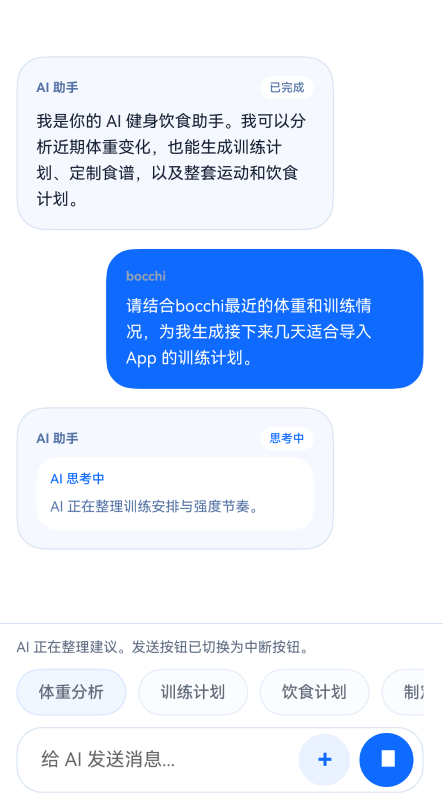 AI 助手
已完成
我是你的 AI 健身饮食助手。我可以分
析近期体重变化，也能生成训练计
划、定制食谱，以及整套运动和饮食
计划。
bocchi
请结合bocchi最近的体重和训练情
况，为我生成接下来几天适合导入
App 的训练计划。
AI 助手
思考中
AI 思考中
AI 正在整理训练安排与强度节奏。
AI 正在整理建议。发送按钮已切换为中断按钮。
体重分析
训练计划
饮食计划
制
给 AI 发送消息...
+